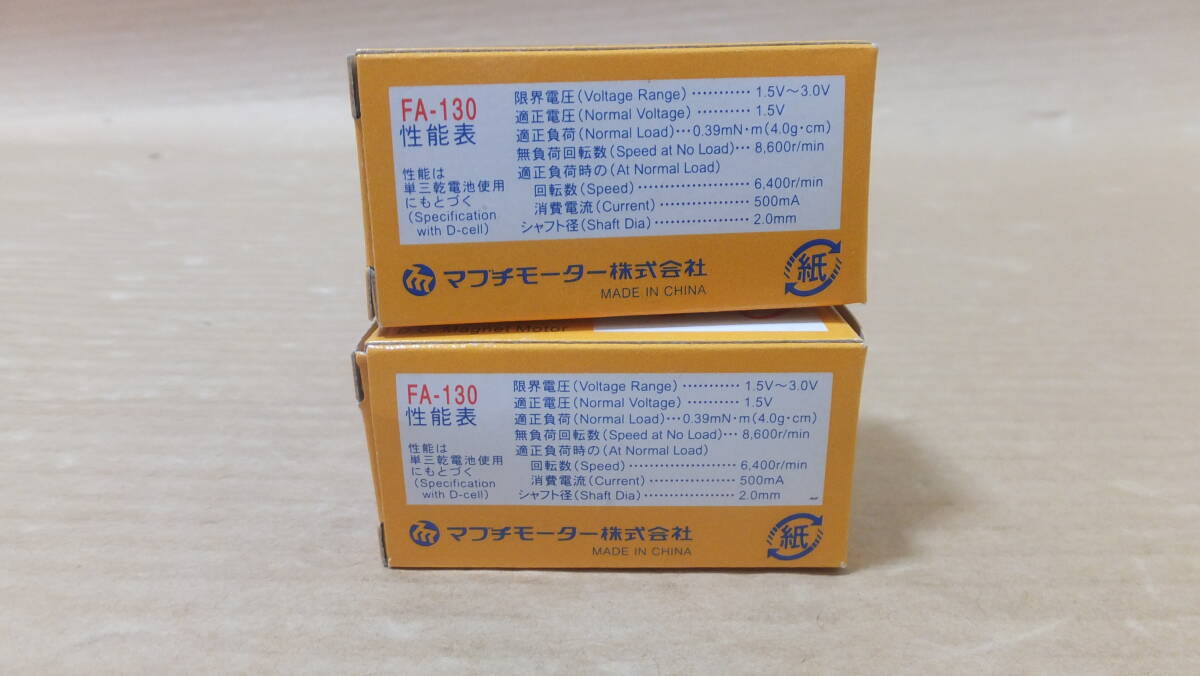 FA-130
性能表
性能は
単三乾電池使用
にもとづく
(Specification
with D-cell)
限界電圧(Voltage Range) ··········· 1.5V～3.0V
適正電圧(Normal Voltage) ·········· 1.5V
適正負荷(Normal Load)···0.39mN·m(4.0g·cm)
無負荷回転数(Speed at No Load)··· 8,600r/min
適正負荷時の(At Normal Load)
回転数(Speed) ····················· 6,400r/min
消費電流(Current) ················· 500mA
シャフト径(Shaft Dia) ·················· 2.0mm
マブチモーター株式会社
MADE IN CHINA
紙
D.C. Magnet Motor
FA-130
性能表
性能は
単三乾電池使用
にもとづく
(Specification
with D-cell)
限界電圧(Voltage Range) ··········· 1.5V～3.0V
適正電圧(Normal Voltage) ·········· 1.5V
適正負荷(Normal Load)···0.39mN·m(4.0g·cm)
無負荷回転数(Speed at No Load)··· 8,600r/min
適正負荷時の(At Normal Load)
回転数(Speed) ····················· 6,400r/min
消費電流(Current) ················· 500mA
シャフト径(Shaft Dia) ·················· 2.0mm
マブチモーター株式会社
MADE IN CHINA
紙